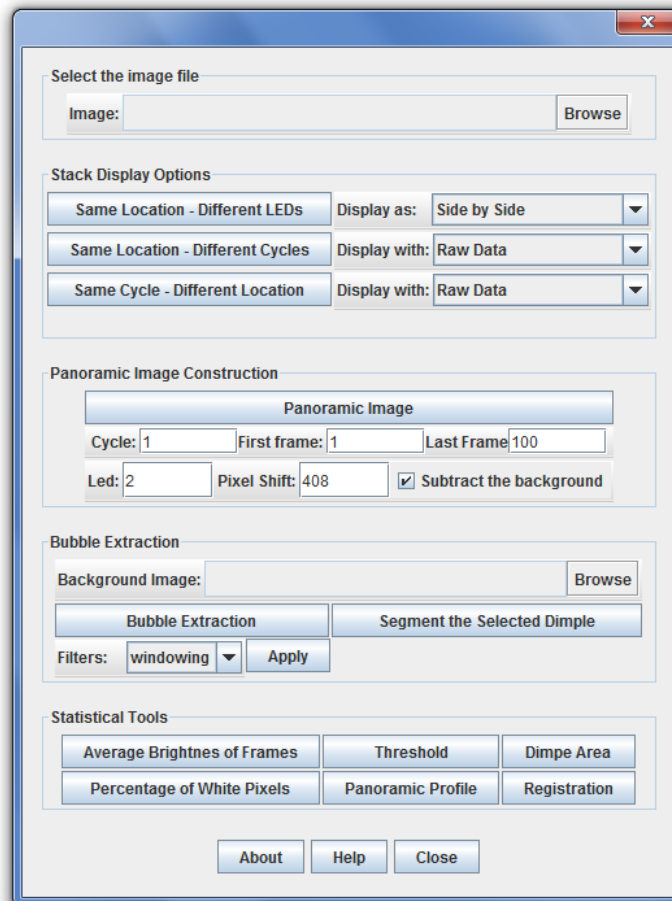 Select the image file
Image: Browse
Stack Display Options
Same Location - Different LEDs Display as: Side by Side
Same Location - Different Cycles Display with: Raw Data
Same Cycle - Different Location Display with: Raw Data
Panoramic Image Construction
Panoramic Image
Cycle: 1 First frame: 1 Last Frame 100
Led: 2 Pixel Shift: 408 Subtract the background
Bubble Extraction
Background Image: Browse
Bubble Extraction Segment the Selected Dimple
Filters: windowing Apply
Statistical Tools
Average Brightnes of Frames Threshold Dimpe Area
Percentage of White Pixels Panoramic Profile Registration
About Help Close